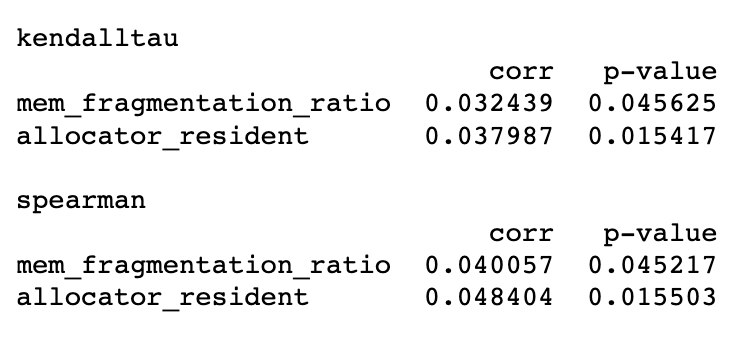 kendalltau
corr p-value
mem_fragmentation_ratio 0.032439 0.045625
allocator_resident 0.037987 0.015417
spearman
corr p-value
mem_fragmentation_ratio 0.040057 0.045217
allocator_resident 0.048404 0.015503